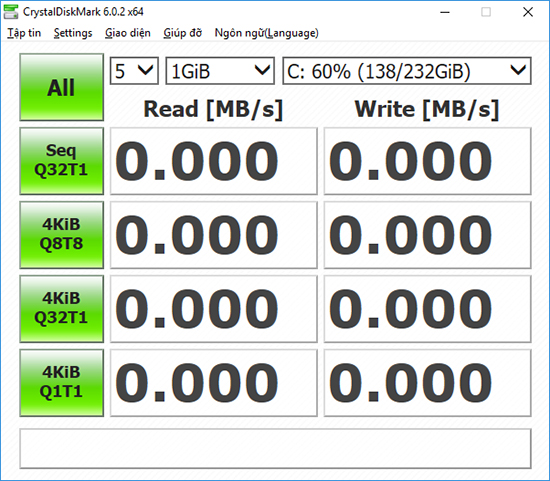 CrystalDiskMark 6.0.2 x64
Tập tin Settings Giao diện Giúp đỡ Ngôn ngữ(Language)
All 5 1GiB C: 60% (138/232GiB)
Read [MB/s] Write [MB/s]
Seq
Q32T1 0.000 0.000
4KiB
Q8T8 0.000 0.000
4KiB
Q32T1 0.000 0.000
4KiB
Q1T1 0.000 0.000